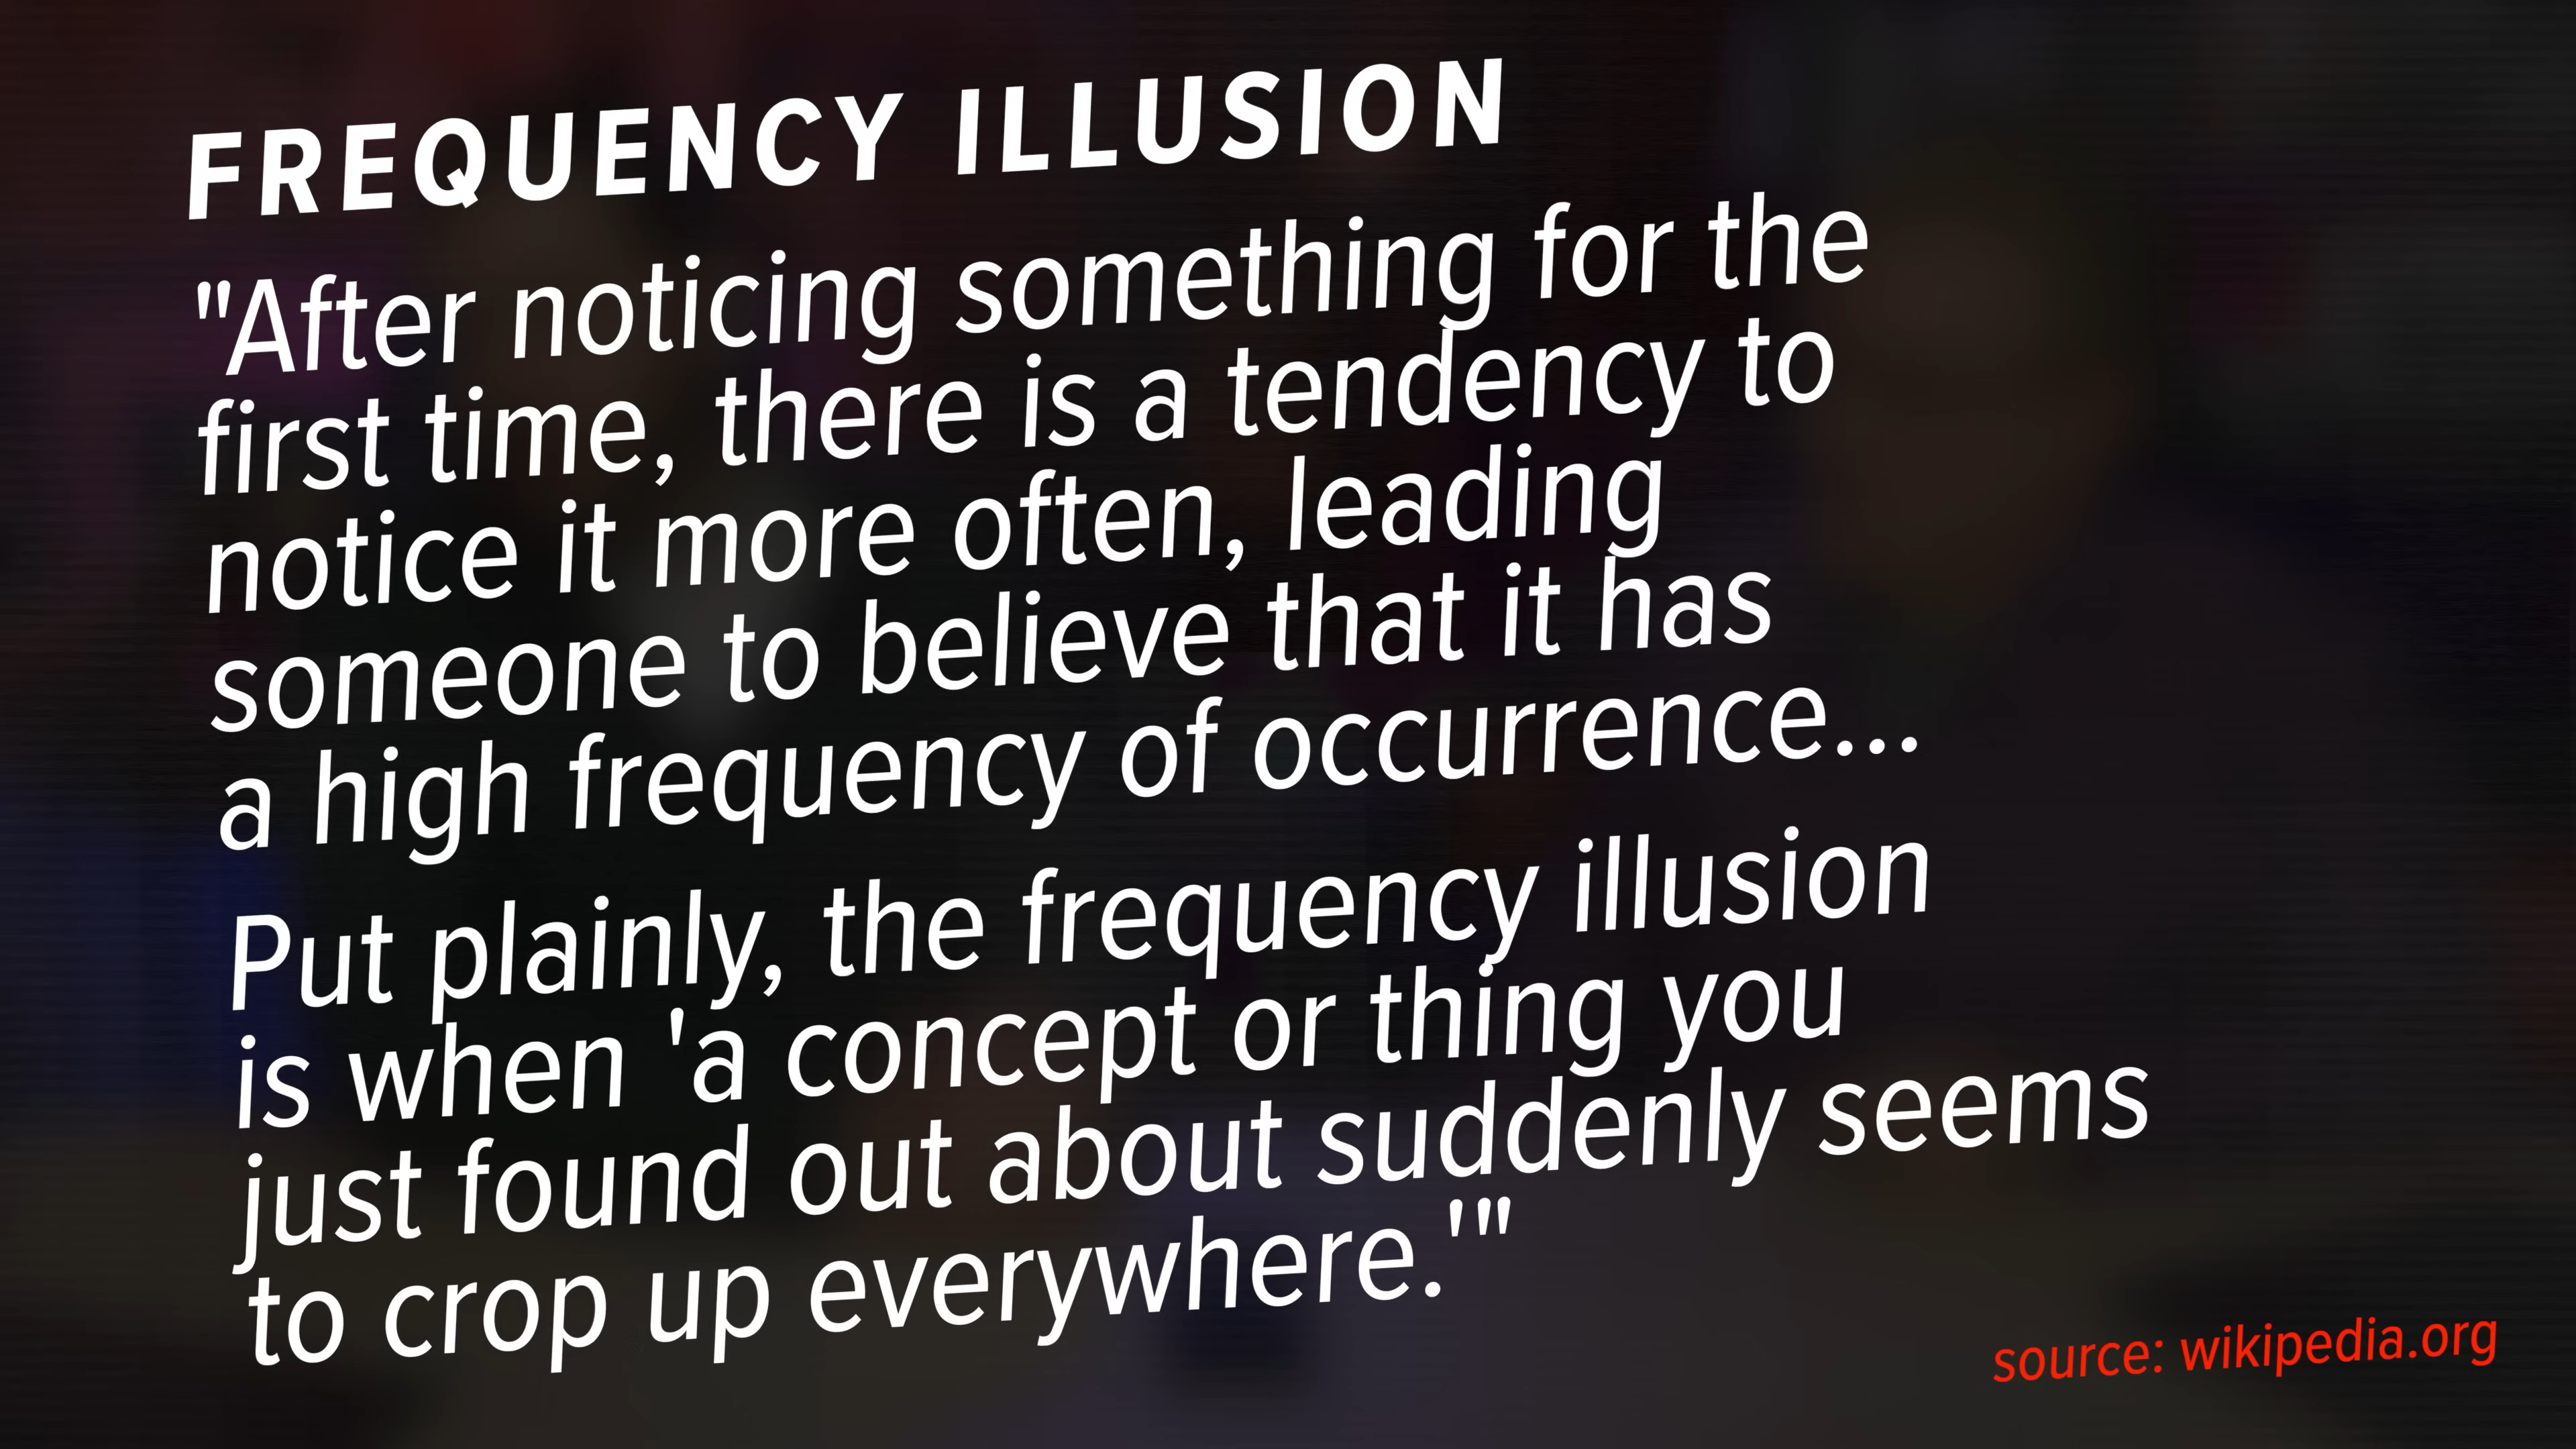 FREQUENCY ILLUSION
"After noticing something for the
first time, there is a tendency to
notice it more often, leading
someone to believe that it has
a high frequency of occurrence...
Put plainly, the frequency illusion
is when 'a concept or thing you
just found out about suddenly seems
to crop up everywhere.'"
source: wikipedia.org